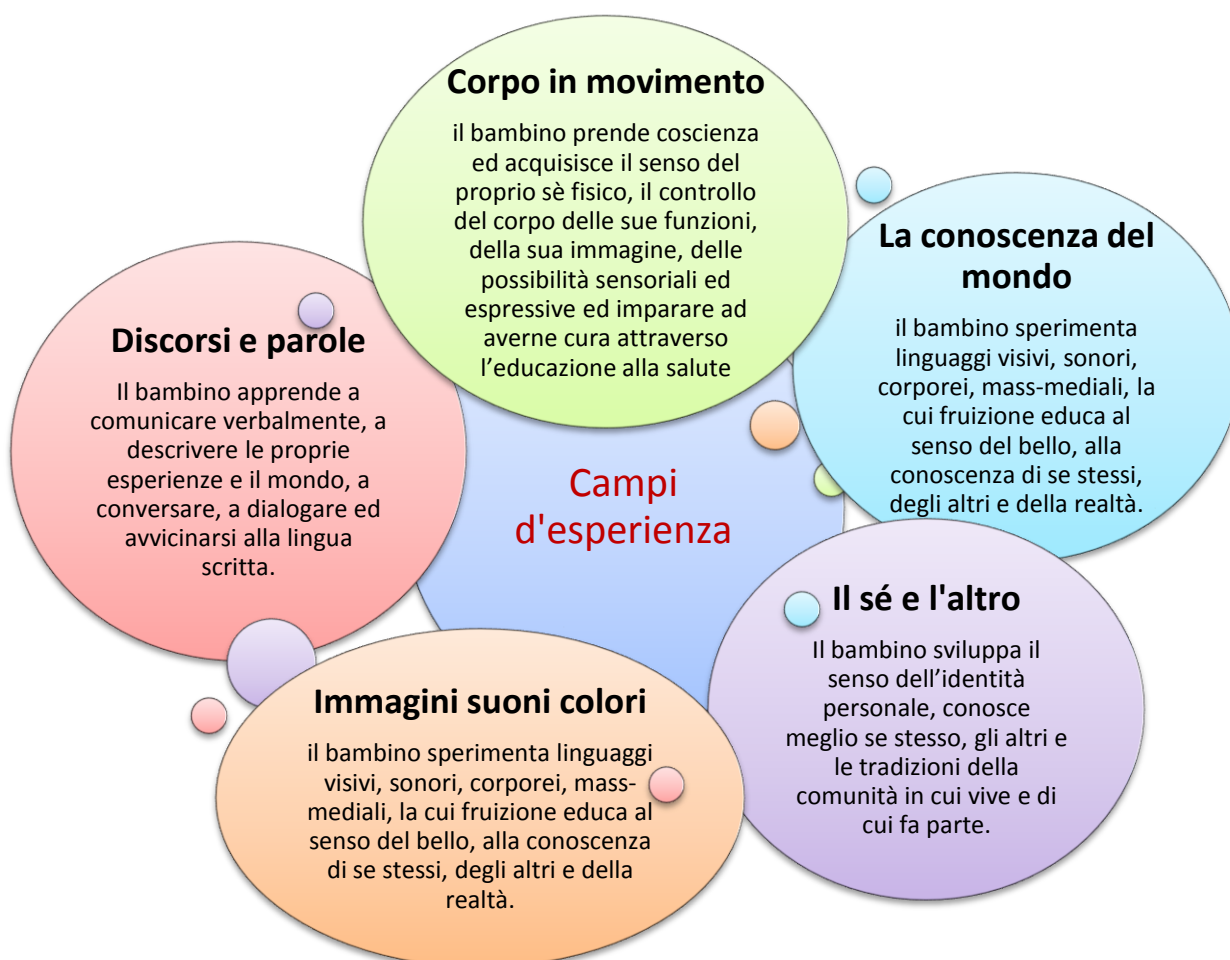 Corpo in movimento
il bambino prende coscienza
ed acquisisce il senso del
proprio sè fisico, il controllo
del corpo delle sue funzioni,
della sua immagine, delle
possibilità sensoriali ed
espressive ed imparare ad
averne cura attraverso
l’educazione alla salute
La conoscenza del
mondo
il bambino sperimenta
linguaggi visivi, sonori,
corporei, mass-mediali, la
cui fruizione educa al
senso del bello, alla
conoscenza di se stessi,
degli altri e della realtà.
Discorsi e parole
Il bambino apprende a
comunicare verbalmente, a
descrivere le proprie
esperienze e il mondo, a
conversare, a dialogare ed
avvicinarsi alla lingua
scritta.
Campi
d'esperienza
Il sé e l'altro
Il bambino sviluppa il
senso dell’identità
personale, conosce
meglio se stesso, gli altri e
le tradizioni della
comunità in cui vive e di
cui fa parte.
Immagini suoni colori
il bambino sperimenta linguaggi
visivi, sonori, corporei, mass-
mediali, la cui fruizione educa al
senso del bello, alla conoscenza
di se stessi, degli altri e della
realtà.